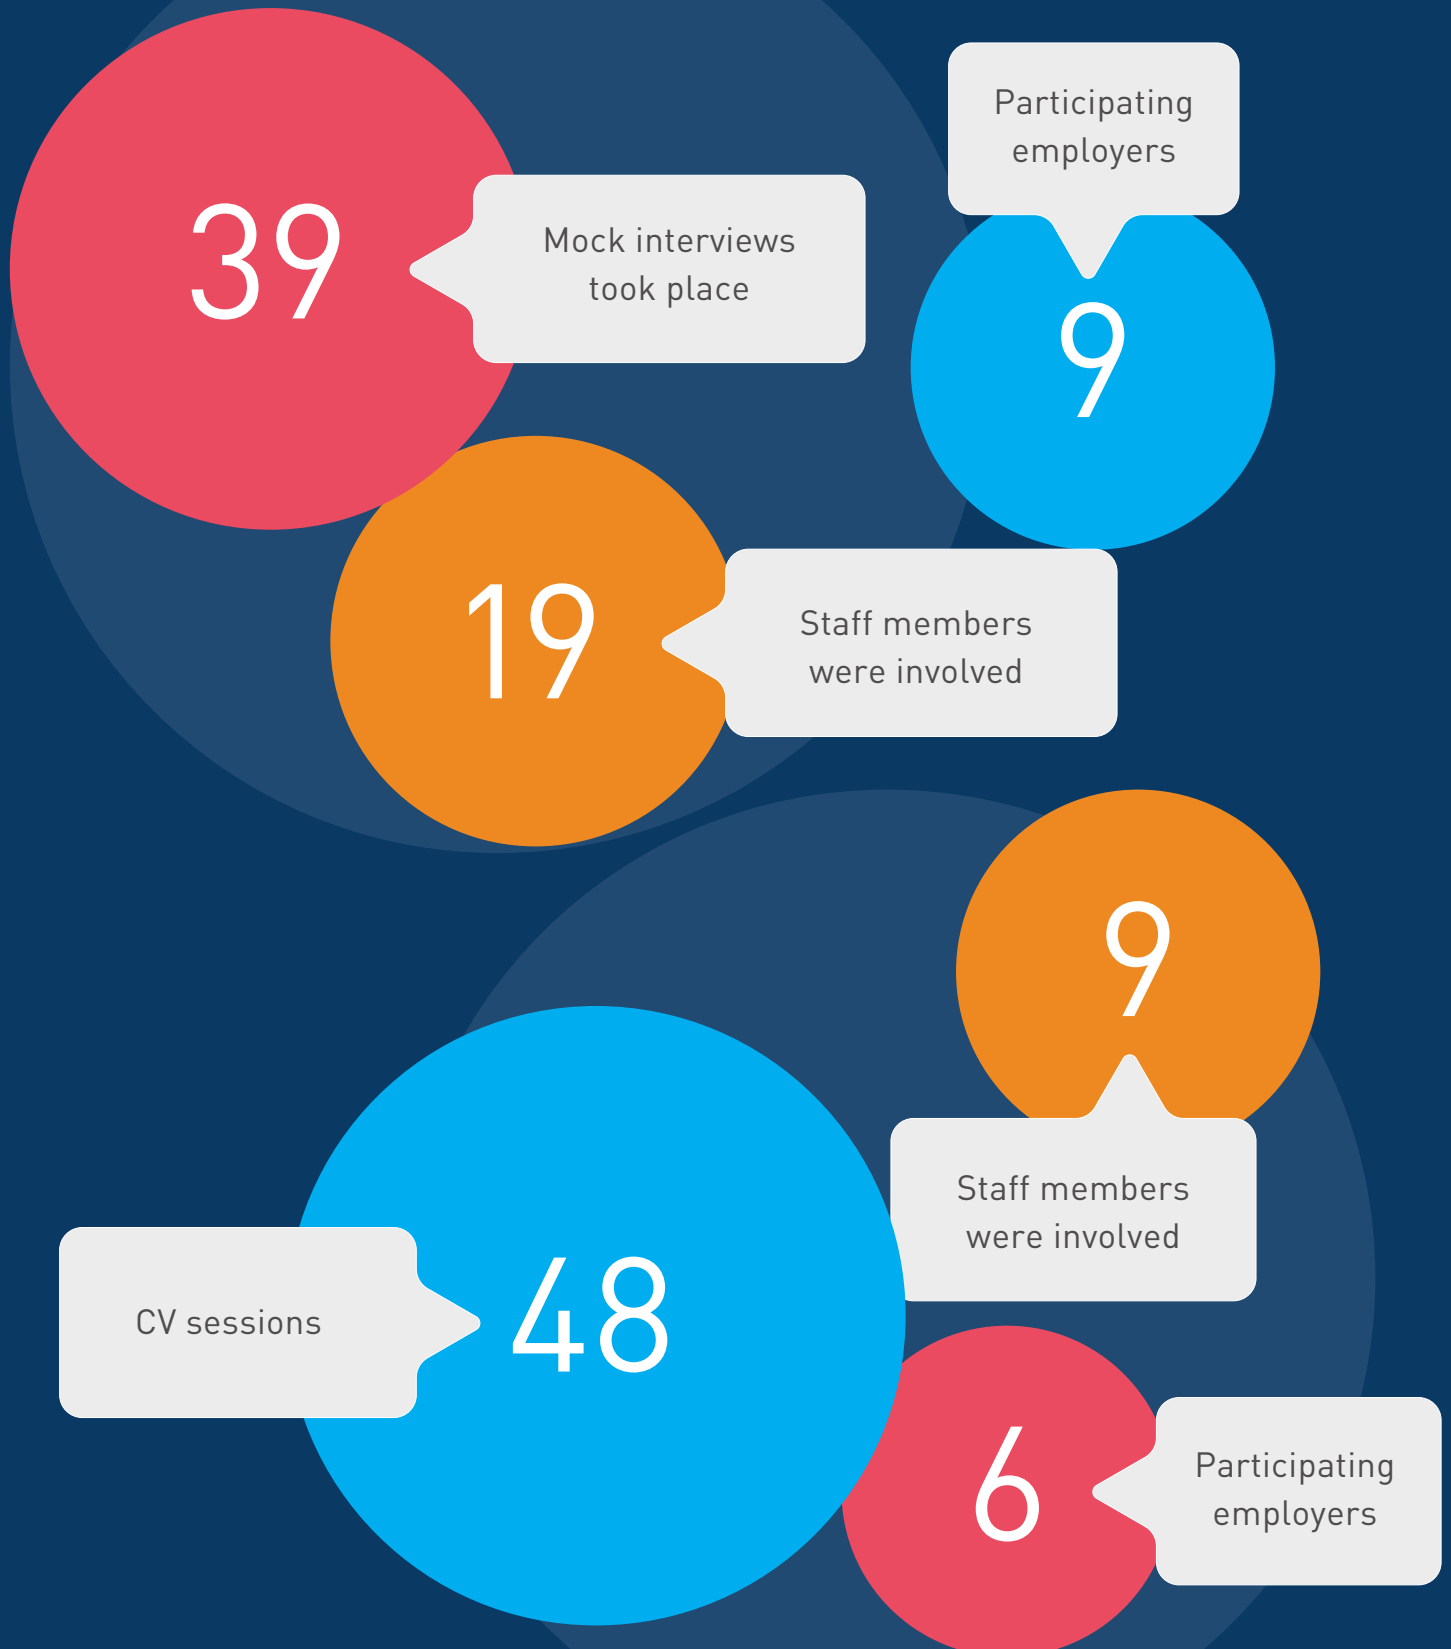 39
Mock interviews
took place
Participating
employers
9
19
Staff members
were involved
9
Staff members
were involved
CV sessions
48
6
Participating
employers